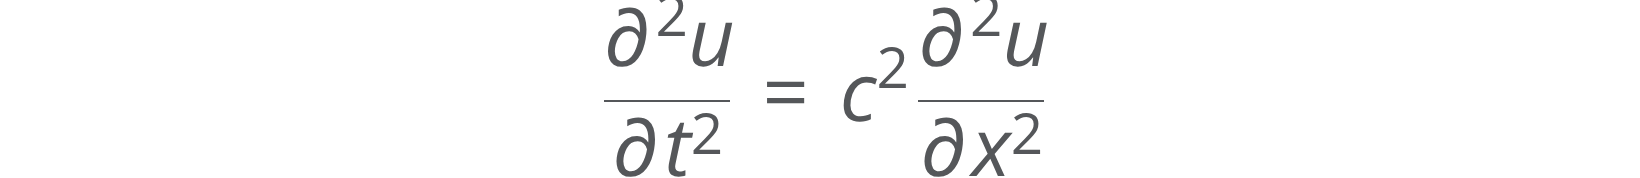 ∂²u/∂t² = c² ∂²u/∂x²